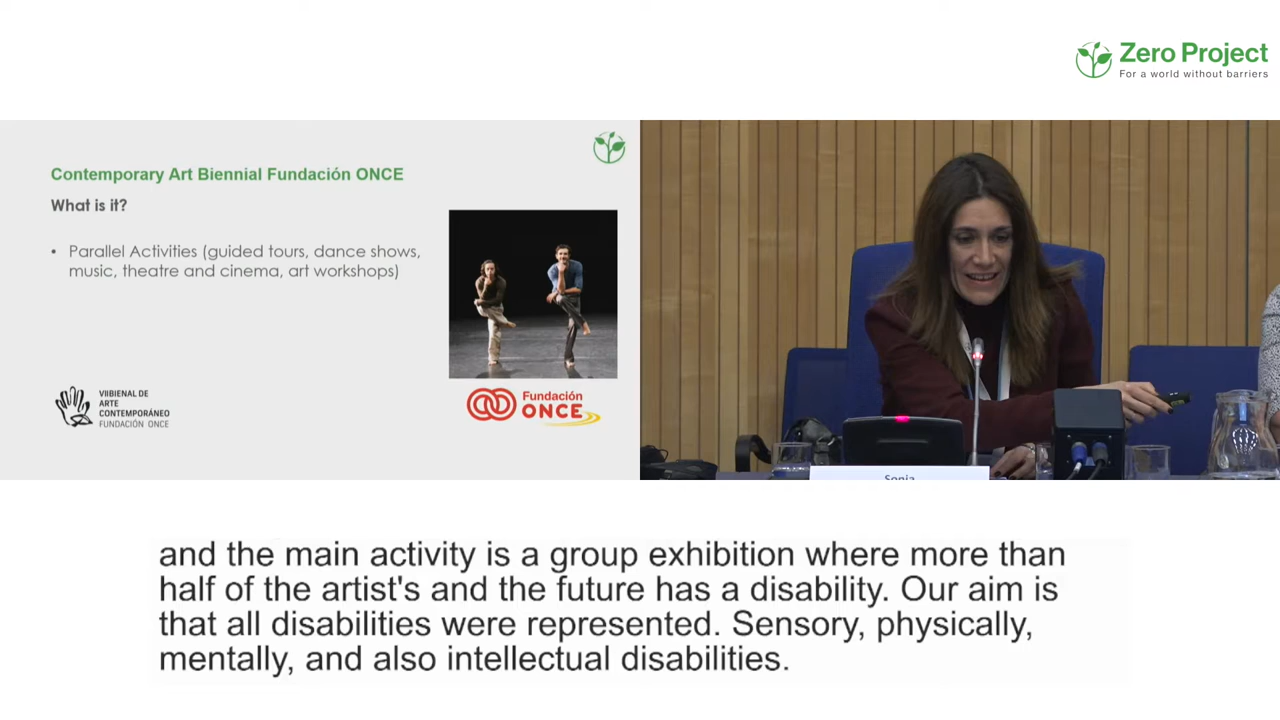 Zero Project
For a world without barriers
Contemporary Art Biennial Fundación ONCE
What is it?
• Parallel Activities (guided tours, dance shows,
music, theatre and cinema, art workshops)
VIIBIENAL DE
ARTE
CONTEMPORÁNEO
FUNDACIÓN ONCE
Fundación
ONCE
Sonia
and the main activity is a group exhibition where more than
half of the artist's and the future has a disability. Our aim is
that all disabilities were represented. Sensory, physically,
mentally, and also intellectual disabilities.